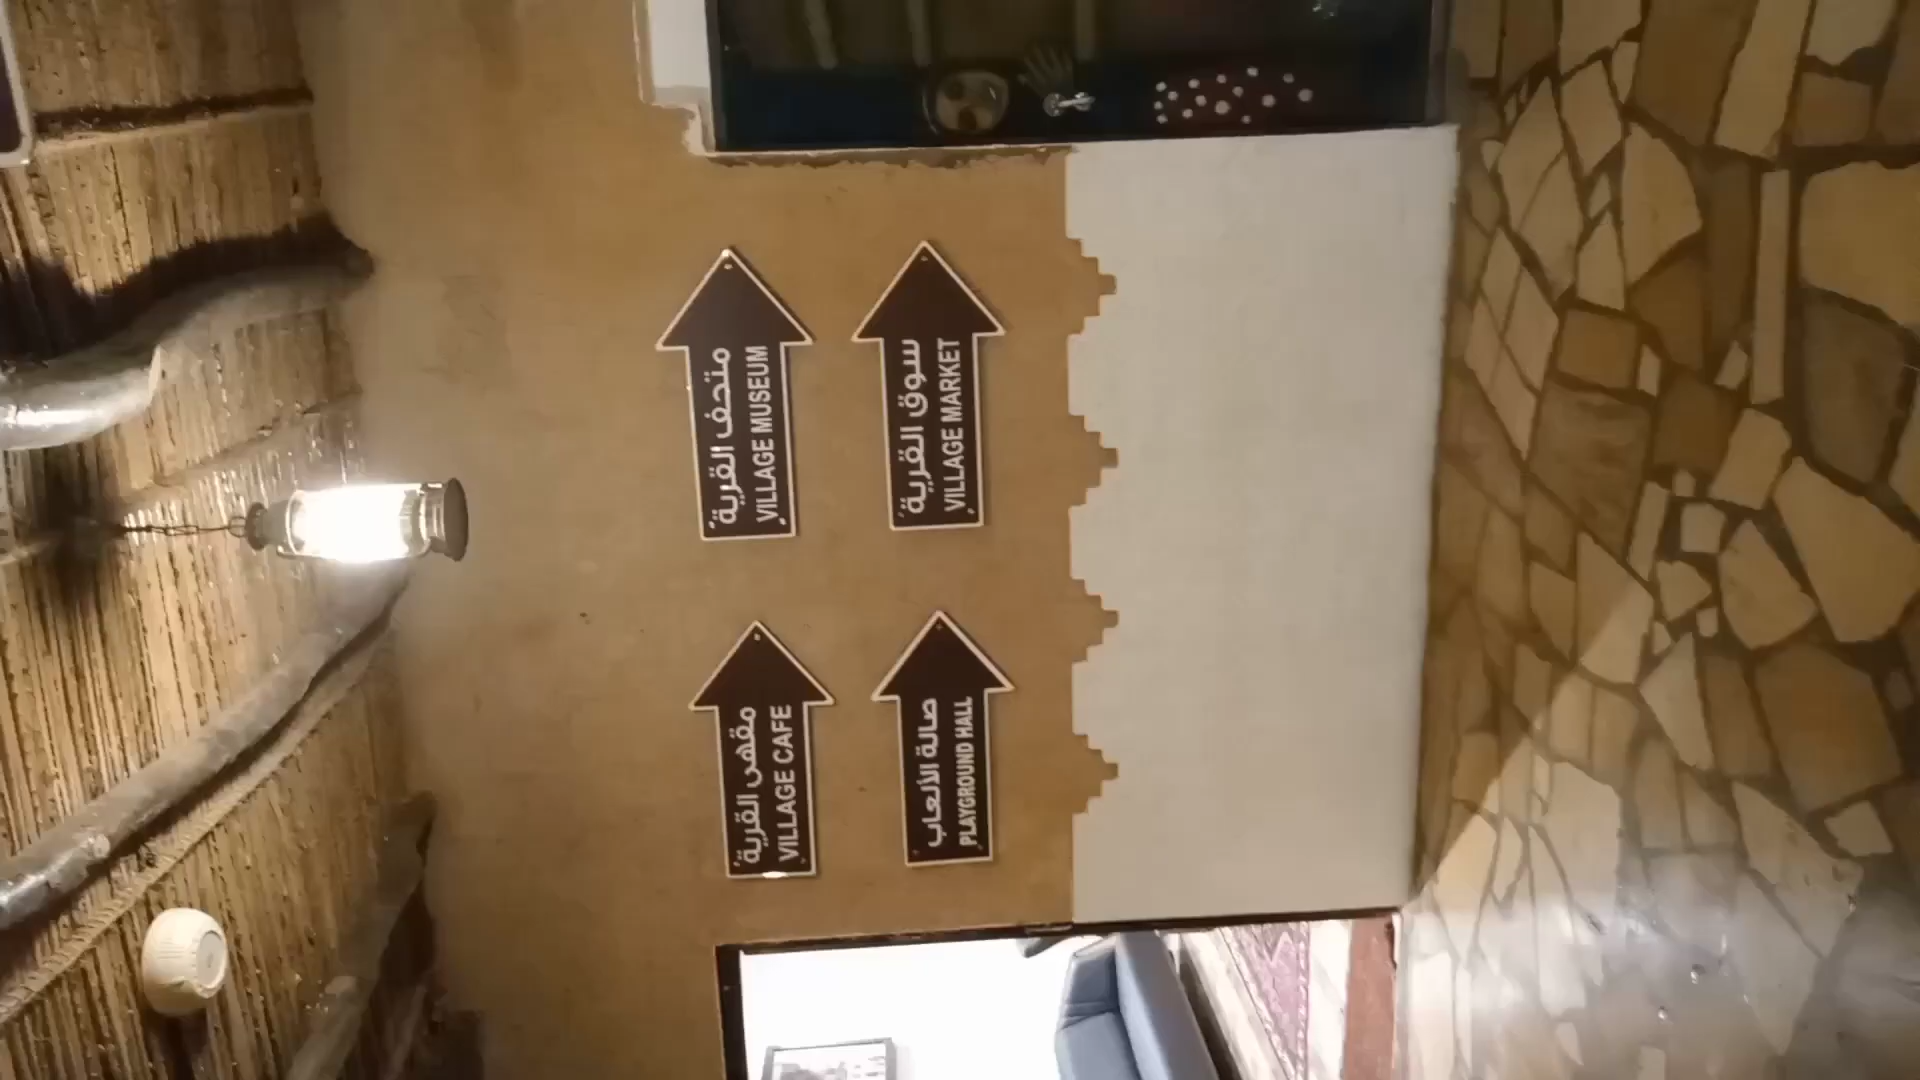 مقهى القرية
VILLAGE CAFE
متحف القرية
VILLAGE MUSEUM
صالة الألعاب
PLAYGROUND HALL
سوق القرية
VILLAGE MARKET